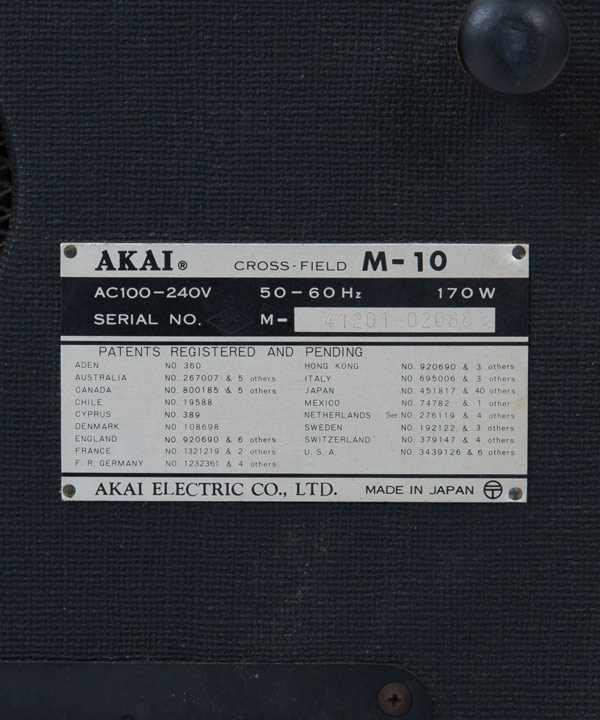 AKAI® CROSS-FIELD M-10
AC100-240V 50-60Hz 170W
SERIAL NO. M- 41201-02088
PATENTS REGISTERED AND PENDING
ADEN NO. 360
AUSTRALIA NO. 267007 & 5 others
CANADA NO. 800185 & 5 others
CHILE NO. 19588
CYPRUS NO. 389
DENMARK NO. 108698
ENGLAND NO. 920690 & 6 others
FRANCE NO. 1321219 & 2 others
F. R. GERMANY NO. 1232361 & 4 others
HONG KONG NO. 920690 & 3 others
ITALY NO. 695006 & 3 others
JAPAN NO. 451817 & 40 others
MEXICO NO. 74782 & 1 other
NETHERLANDS Ser. NO. 276119 & 4 others
SWEDEN NO. 192122 & 3 others
SWITZERLAND NO. 379147 & 4 others
U. S. A. NO. 3439126 & 6 others
AKAI ELECTRIC CO., LTD. MADE IN JAPAN